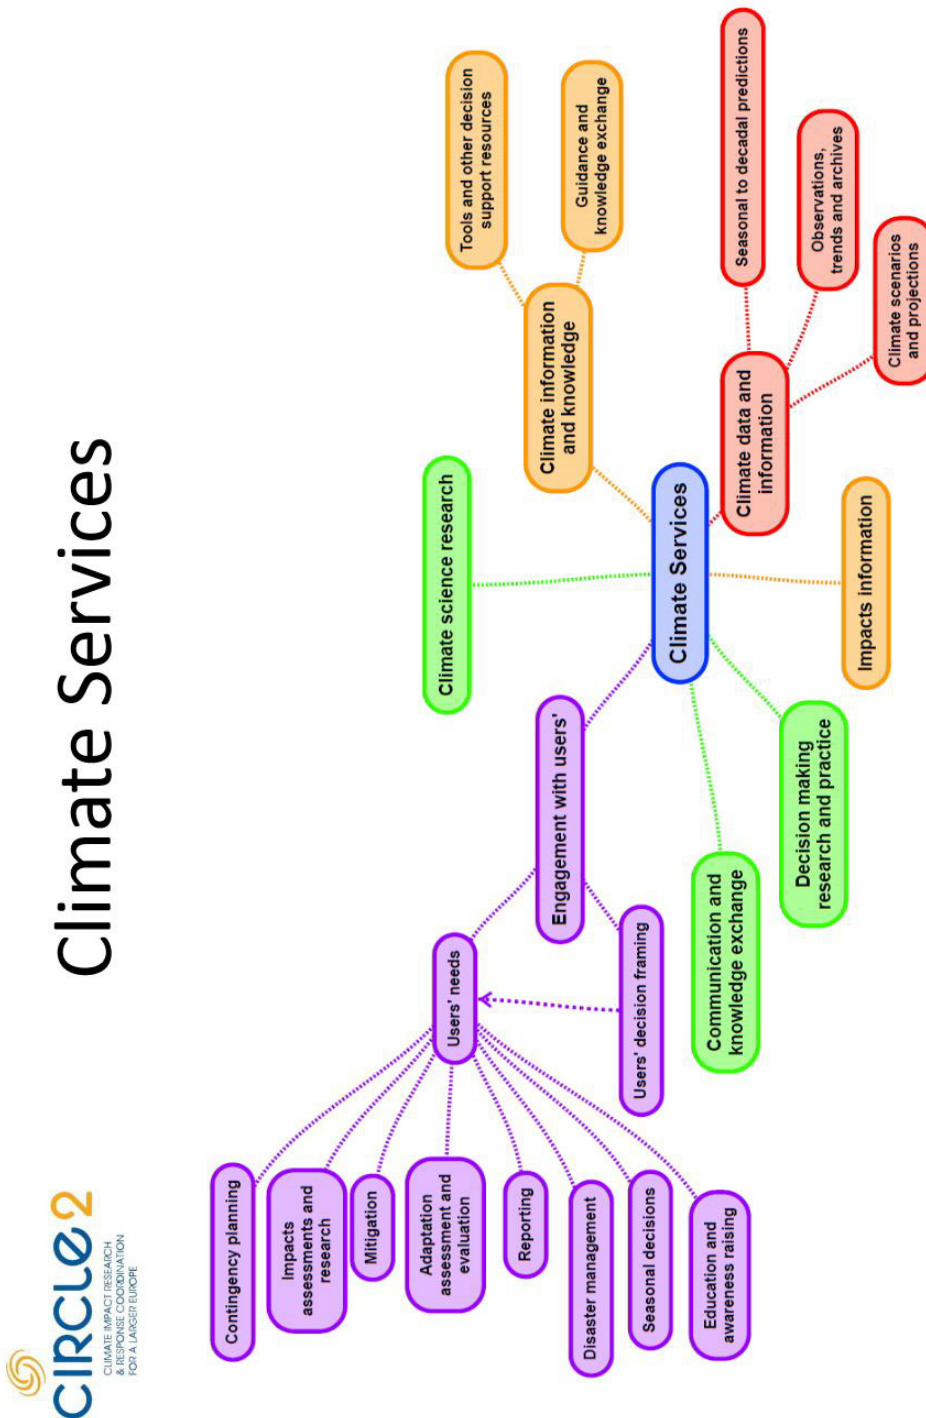 CIRCLE2
CLIMATE IMPACT RESEARCH
& RESPONSE COORDINATION
FOR A LARGER EUROPE
Climate Services
Contingency planning
Impacts
assessments and
research
Mitigation
Adaptation
assessment and
evaluation
Reporting
Disaster management
Seasonal decisions
Education and
awareness raising
Users' needs
Users' decision framing
Engagement with users'
Communication and
knowledge exchange
Decision making
research and practice
Climate science research
Climate Services
Impacts information
Climate information
and knowledge
Tools and other decision
support resources
Guidance and
knowledge exchange
Climate data and
information
Seasonal to decadal predictions
Observations,
trends and archives
Climate scenarios
and projections